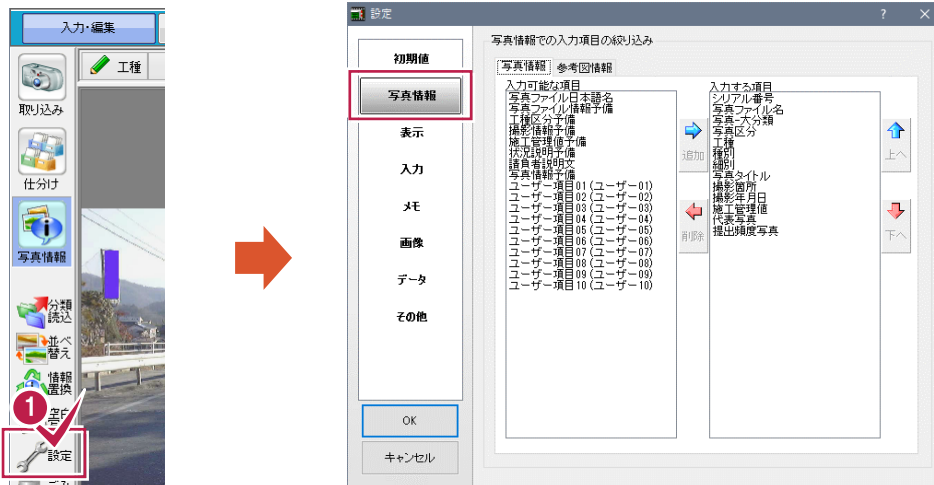 入力・編集
工種
取り込み
仕分け
写真情報
分類
読込
並べ
替え
情報
置換
1
設定
設定
?
初期値
写真情報
表示
入力
メモ
画像
データ
その他
OK
キャンセル
写真情報での入力項目の絞り込み
写真情報
参考図情報
入力可能な項目
写真ファイル日本語名
写真ファイル情報予備
工種区分予備
撮影情報予備
施工管理値予備
状況説明予備
請負者説明文
写真情報予備
ユーザー項目01(ユーザー01)
ユーザー項目02(ユーザー02)
ユーザー項目03(ユーザー03)
ユーザー項目04(ユーザー04)
ユーザー項目05(ユーザー05)
ユーザー項目06(ユーザー06)
ユーザー項目07(ユーザー07)
ユーザー項目08(ユーザー08)
ユーザー項目09(ユーザー09)
ユーザー項目10(ユーザー10)
追加
削除
入力する項目
シリアル番号
写真ファイル名
写真-大分類
写真区分
工種
種別
細別
写真タイトル
撮影箇所
撮影年月日
施工管理値
代表写真
提出頻度写真
上へ
下へ